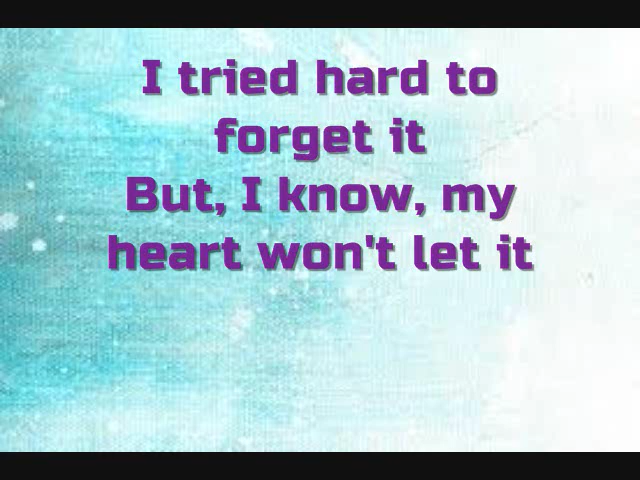 I tried hard to
forget it
But, I know, my
heart won't let it